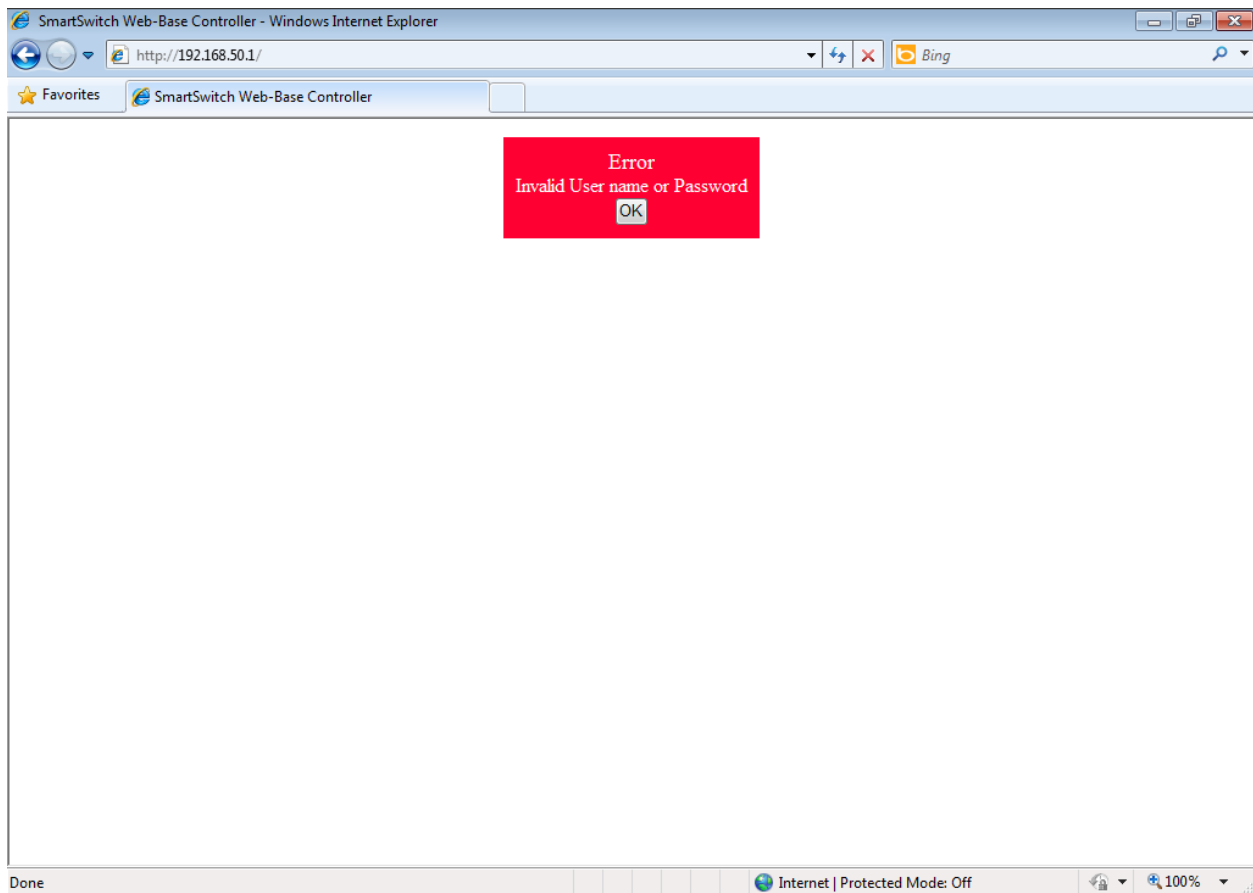 SmartSwitch Web-Base Controller - Windows Internet Explorer
http://192.168.50.1/
Bing
Favorites
SmartSwitch Web-Base Controller
Error
Invalid User name or Password
OK
Done
Internet | Protected Mode: Off
100%